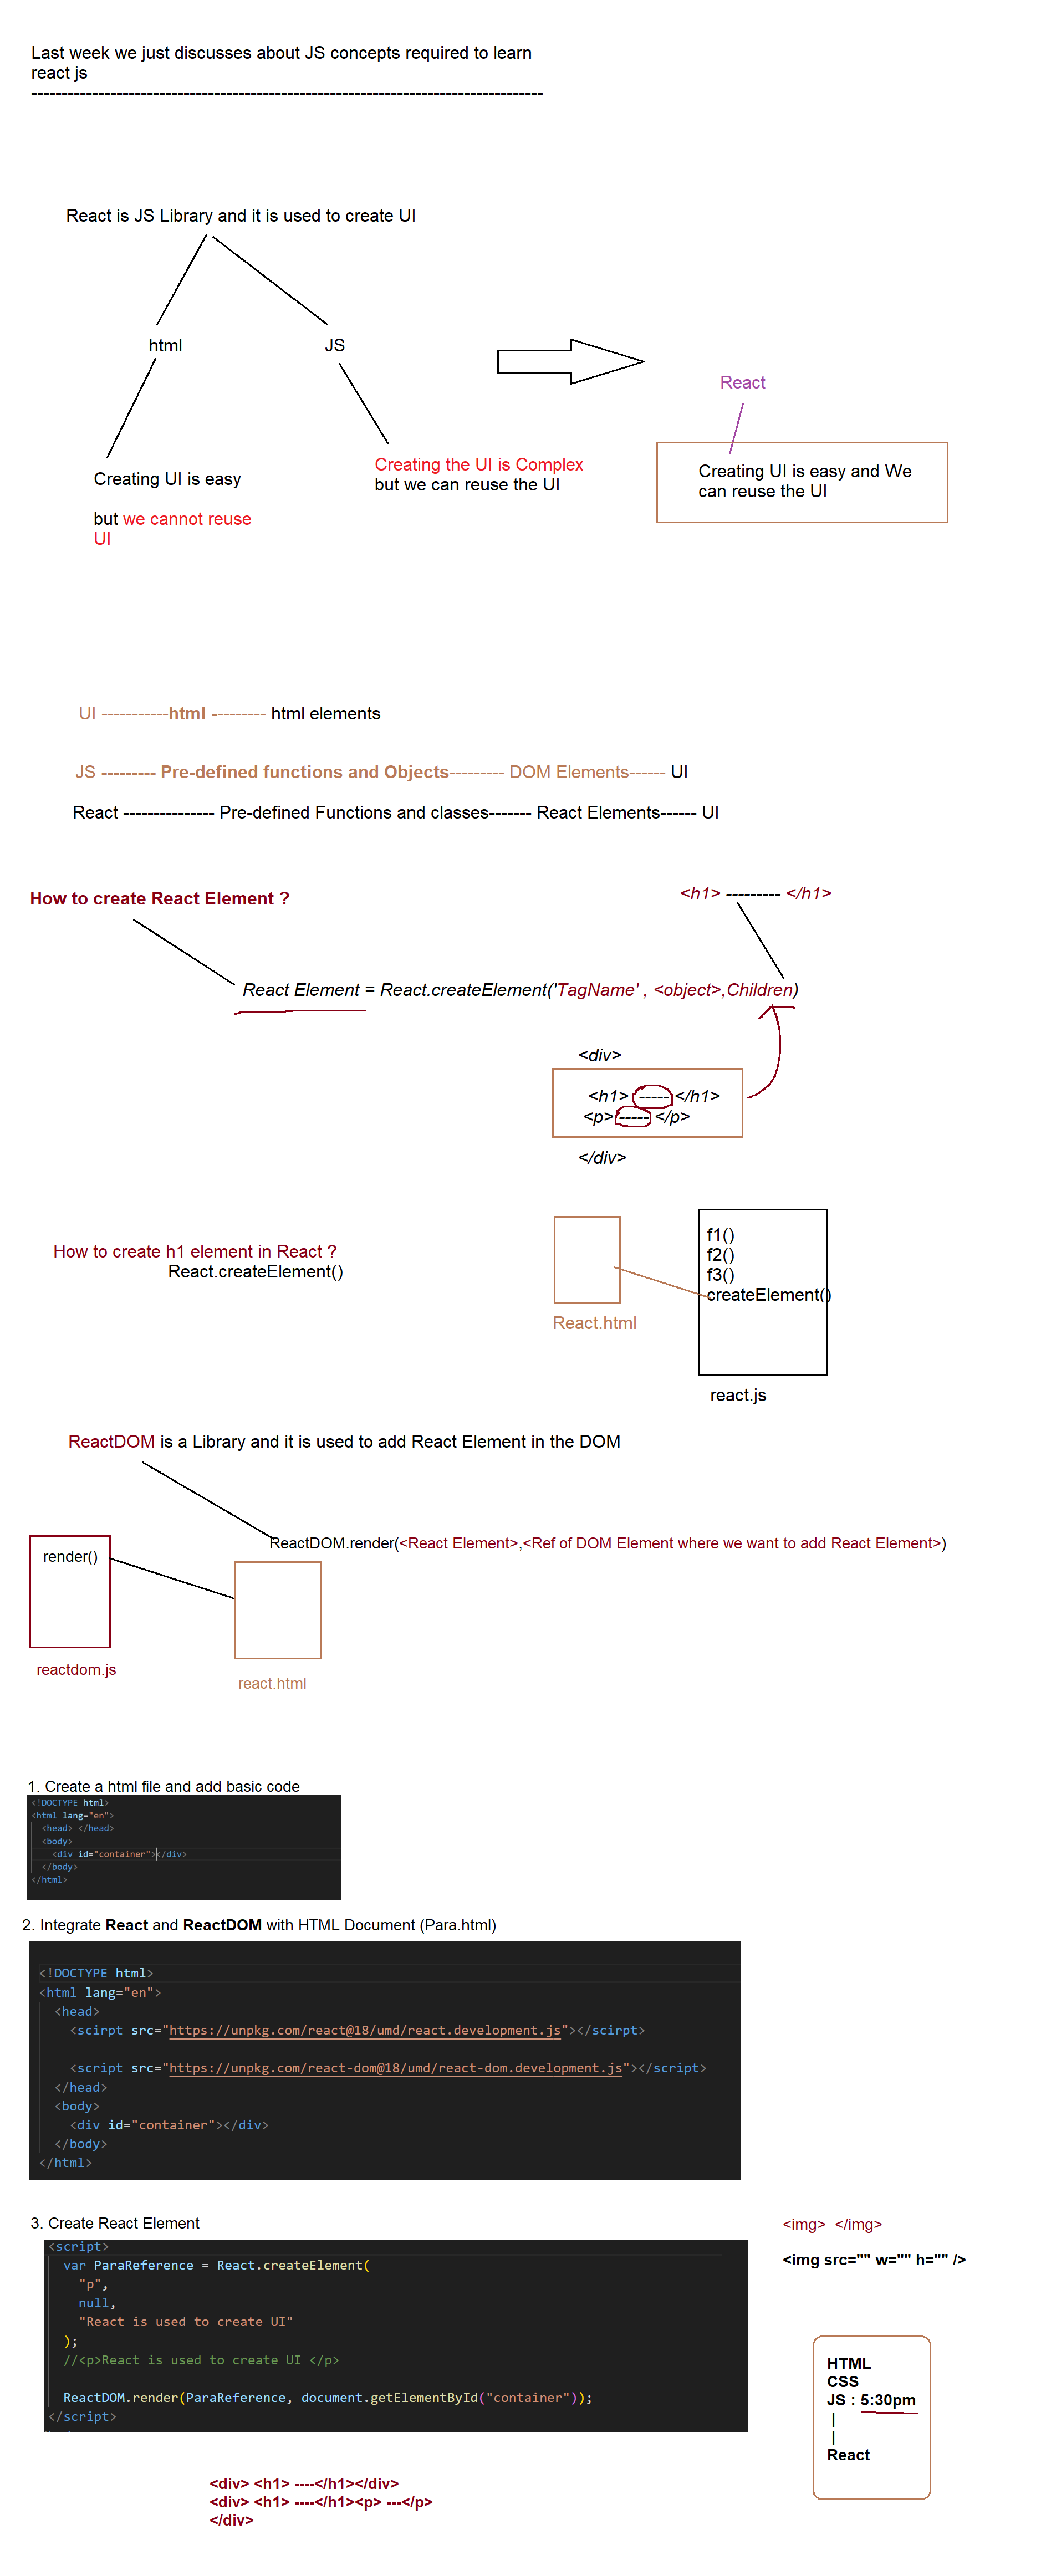 Last week we just discusses about JS concepts required to learn
react js
-------------------------------------------------------------------------------------
React is JS Library and it is used to create UI
html
JS
React
Creating UI is easy
but we cannot reuse
UI
Creating the UI is Complex
but we can reuse the UI
Creating UI is easy and We
can reuse the UI
UI -----------html --------- html elements
JS --------- Pre-defined functions and Objects--------- DOM Elements------ UI
React --------------- Pre-defined Functions and classes------- React Elements------ UI
How to create React Element ?
<h1> --------- </h1>
React Element = React.createElement('TagName' , <object>,Children)
<div>
<h1> ----- </h1>
<p> ----- </p>
</div>
How to create h1 element in React ?
React.createElement()
React.html
f1()
f2()
f3()
createElement()
react.js
ReactDOM is a Library and it is used to add React Element in the DOM
ReactDOM.render(<React Element>,<Ref of DOM Element where we want to add React Element>)
render()
reactdom.js
react.html
1. Create a html file and add basic code
<!DOCTYPE html>
<html lang="en">
<head> </head>
<body>
<div id="container"></div>
</body>
</html>
2. Integrate React and ReactDOM with HTML Document (Para.html)
<!DOCTYPE html>
<html lang="en">
<head>
<scirpt src="https://unpkg.com/react@18/umd/react.development.js"></scirpt>
<script src="https://unpkg.com/react-dom@18/umd/react-dom.development.js"></script>
</head>
<body>
<div id="container"></div>
</body>
</html>
3. Create React Element
<script>
var ParaReference = React.createElement(
"p",
null,
"React is used to create UI"
);
//<p>React is used to create UI </p>
ReactDOM.render(ParaReference, document.getElementById("container"));
</script>
<img> </img>
<img src="" w="" h="" />
HTML
CSS
JS : 5:30pm
|
|
React
<div> <h1> ----</h1></div>
<div> <h1> ----</h1><p> ---</p>
</div>